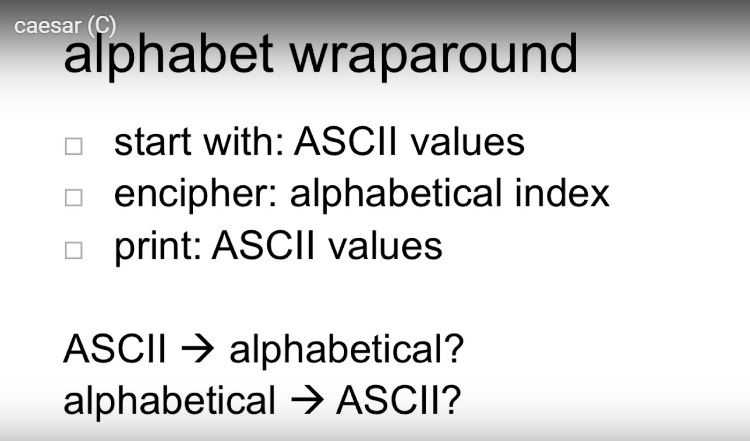 caesar (C)
alphabet wraparound
□ start with: ASCII values
□ encipher: alphabetical index
□ print: ASCII values
ASCII → alphabetical?
alphabetical → ASCII?